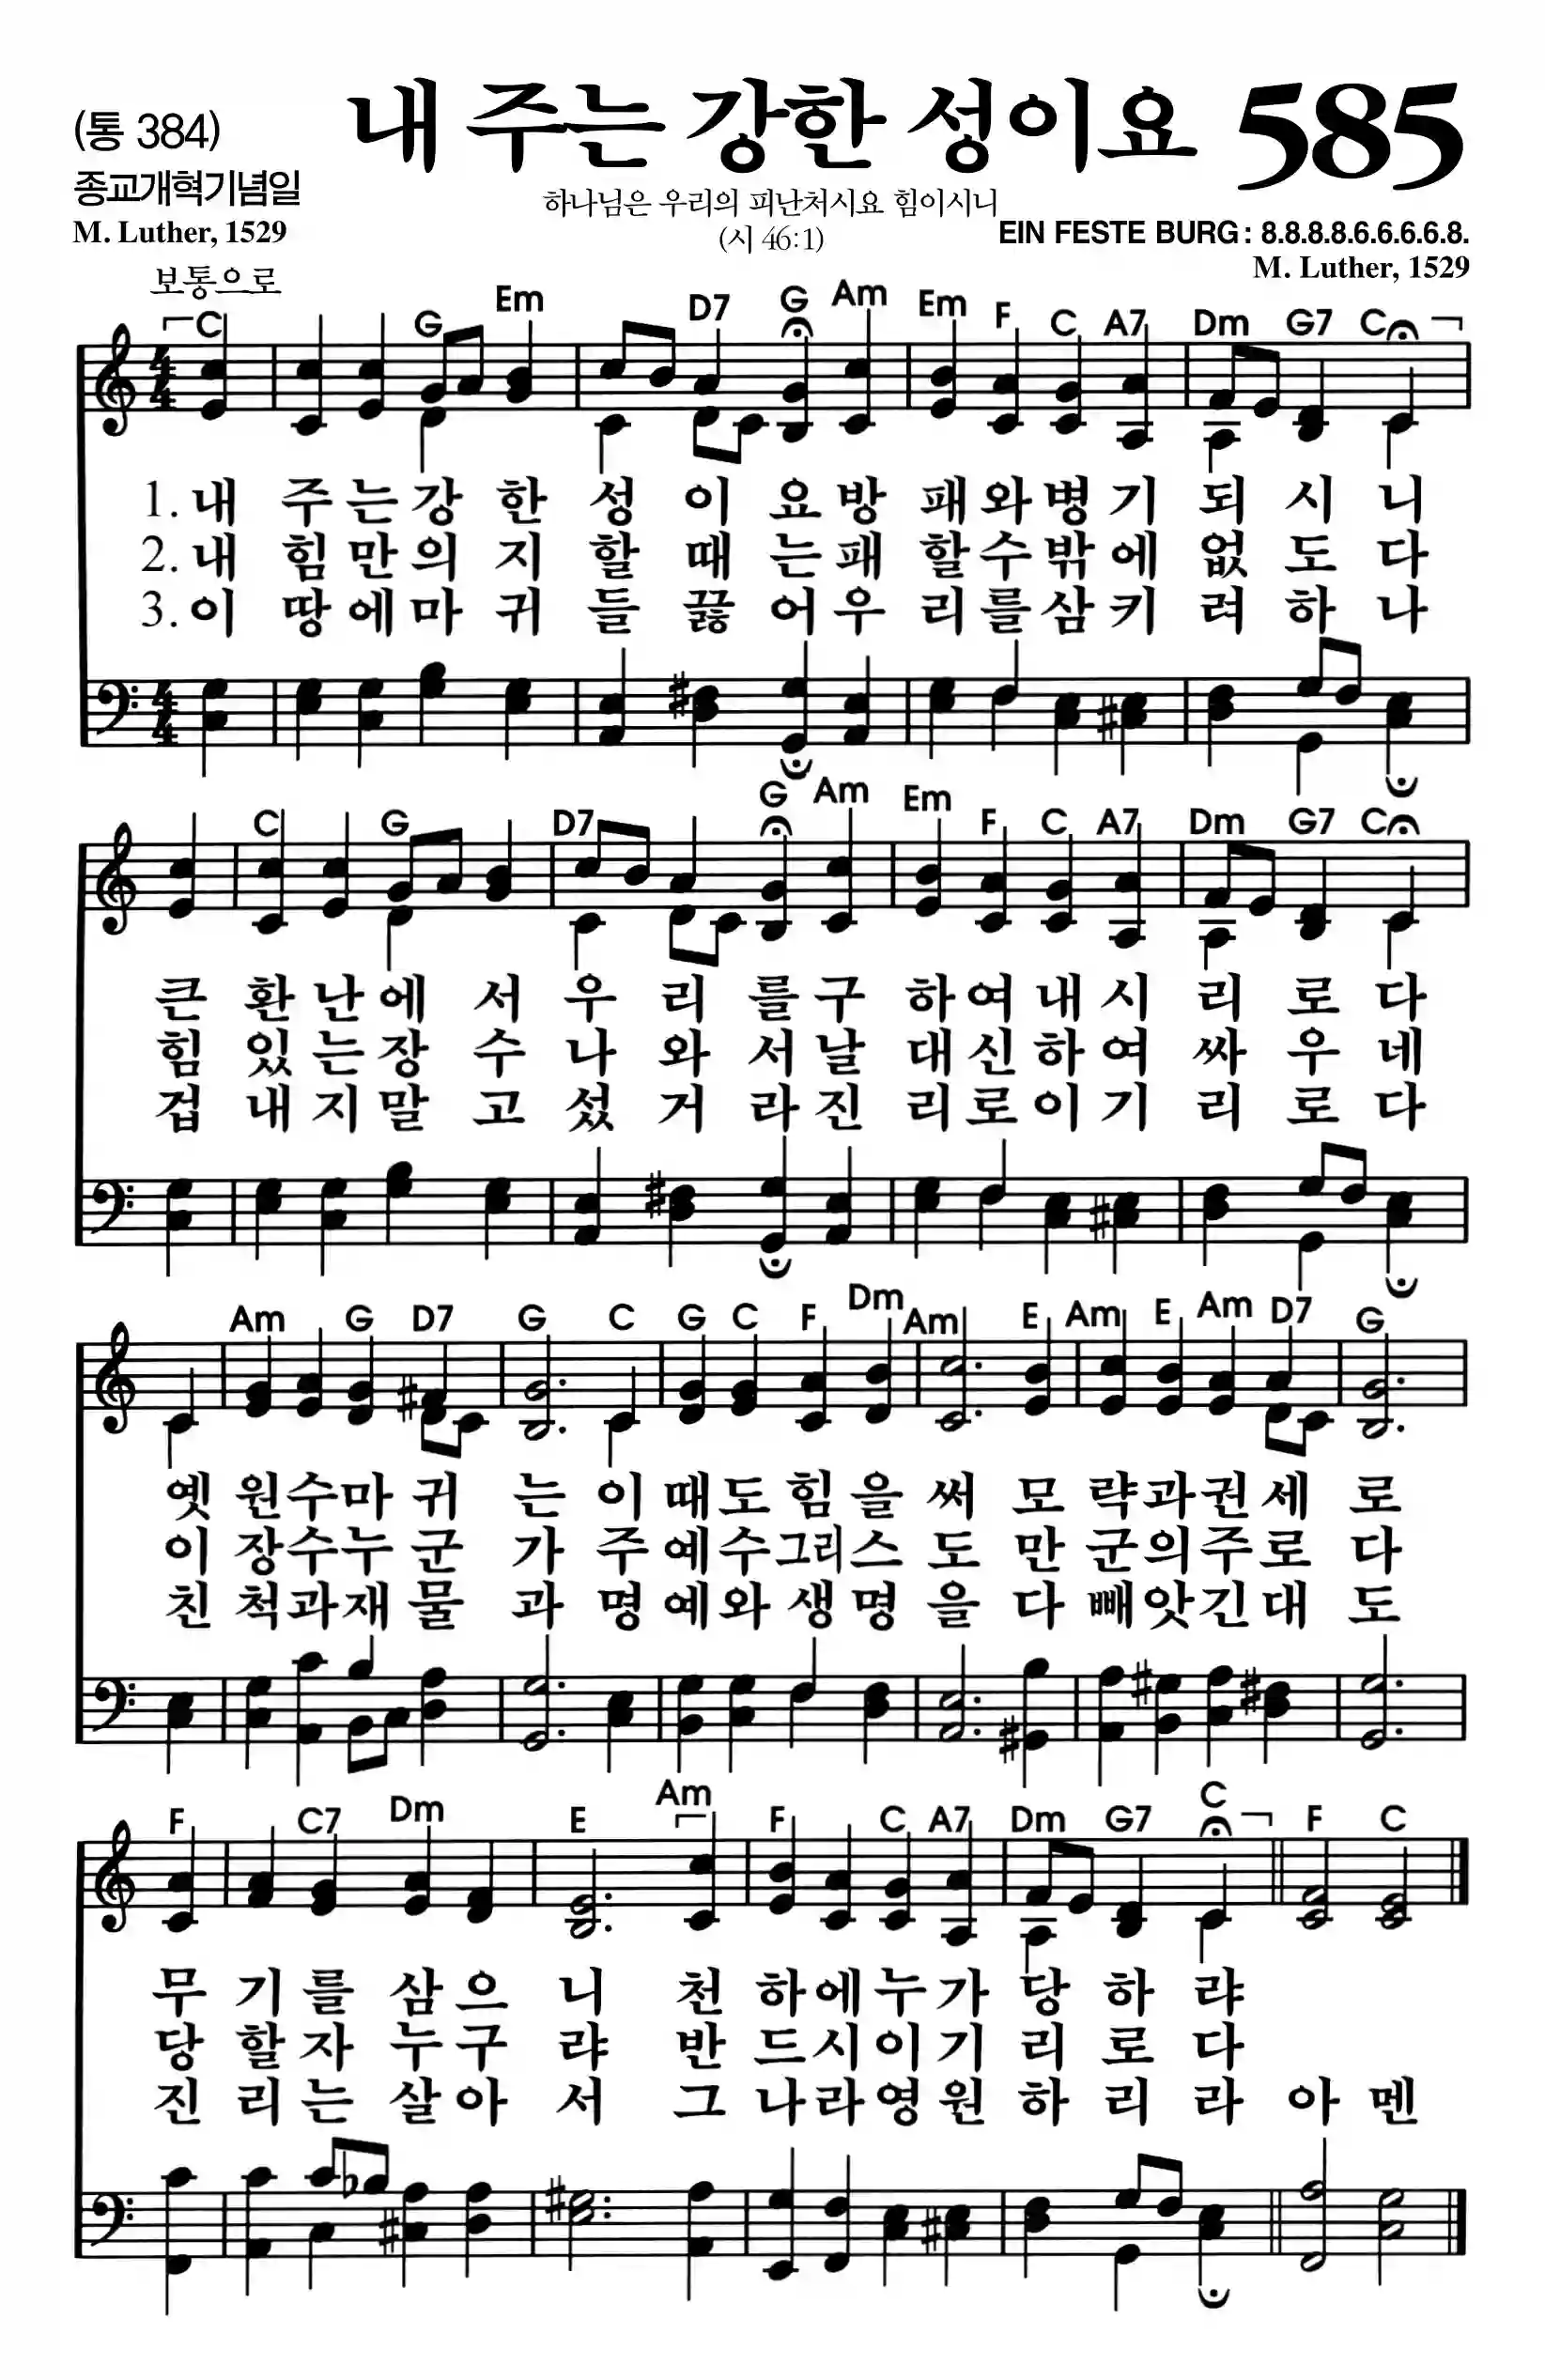 (통 384) 내 주는 강한 성이요 585
종교개혁기념일 하나님은 우리의 피난처시요 힘이시니
M. Luther, 1529 (시 46:1) EIN FESTE BURG : 8.8.8.8.6.6.6.6.8.
M. Luther, 1529
보통으로
C G Em D7 G Am Em F C A7 Dm G7 C
1. 내 주 는 강 한 성 이 요 방 패 와 병 기 되 시 니
2. 내 힘 만 의 지 할 때 는 패 할 수 밖 에 없 도 다
3. 이 땅 에 마 귀 들 끓 어 우 리 를 삼 키 려 하 나
C G D7 G Am Em F C A7 Dm G7 C
큰 환 난 에 서 우 리 를 구 하 여 내 시 리 로 다
힘 있 는 장 수 나 와 서 날 대 신 하 여 싸 우 네
겁 내 지 말 고 섰 거 라 진 리 로 이 기 리 로 다
Am G D7 G C G C F Dm Am E Am E Am D7 G
옛 원 수 마 귀 는 이 때 도 힘 을 써 모 략 과 권 세 로
이 장 수 누 군 가 주 예 수 그리 스 도 만 군 의 주 로 다
친 척 과 재 물 과 명 예 와 생 명 을 다 빼 앗 긴 대 도
F C7 Dm E Am F C A7 Dm G7 C F C
무 기 를 삼 으 니 천 하 에 누 가 당 하 랴
당 할 자 누 구 랴 반 드 시 이 기 리 로 다
진 리 는 살 아 서 그 나 라 영 원 하 리 라 아 멘